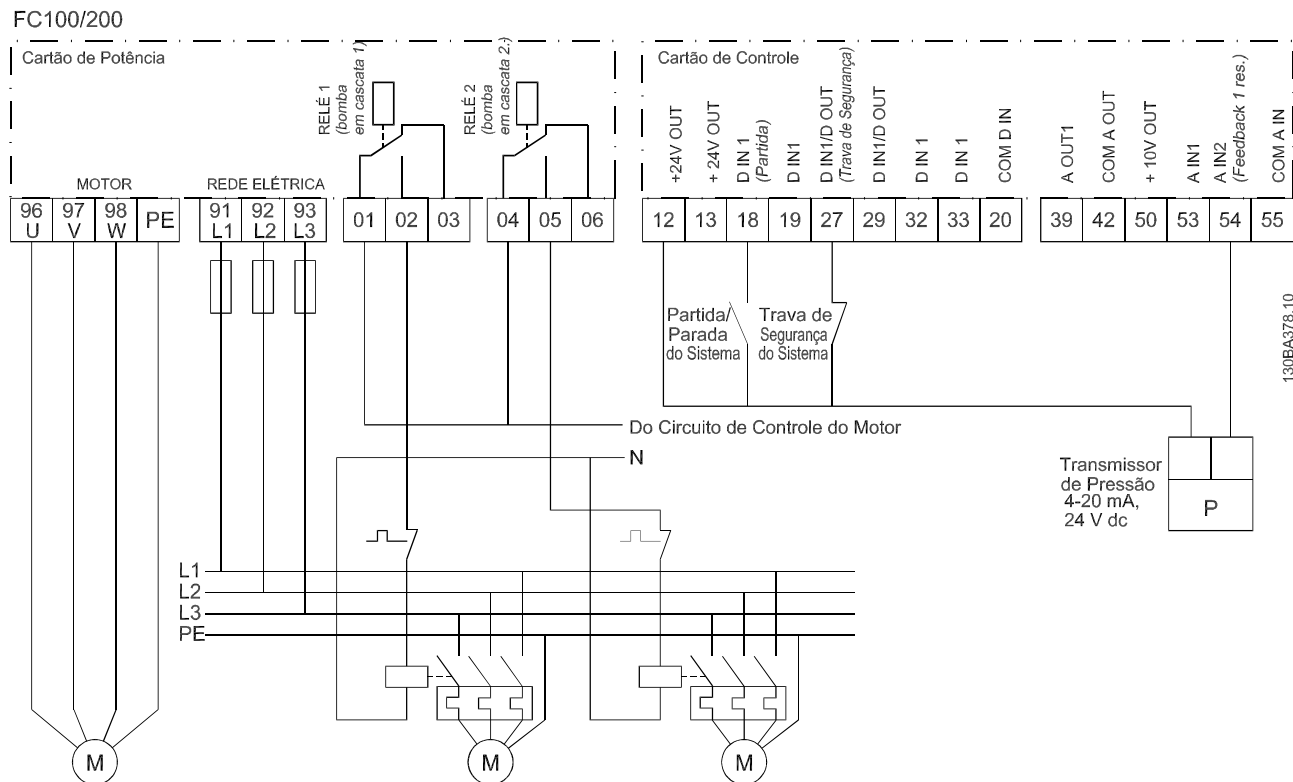 FC100/200
Cartão de Potência
Cartão de Controle
RELÉ 1
(bomba
em cascata 1)
RELÉ 2
(bomba
em cascata 2.)
+24V OUT
+ 24V OUT
D IN 1
(Partida)
D IN1
D IN1/D OUT
(Trava de Segurança)
D IN1/D OUT
D IN 1
D IN 1
COM D IN
A OUT1
COM A OUT
+ 10V OUT
A IN1
A IN2
(Feedback 1 res.)
COM A IN
MOTOR
REDE ELÉTRICA
96 97 98 PE
U V W
91 92 93
L1 L2 L3
01 02 03
04 05 06
12 13 18 19 27 29 32 33 20
39 42 50 53 54 55
Partida/
Parada
do Sistema
Trava de
Segurança
do Sistema
130BA378.10
Do Circuito de Controle do Motor
N
Transmissor
de Pressão
4-20 mA,
24 V dc
P
L1
L2
L3
PE
M
M
M